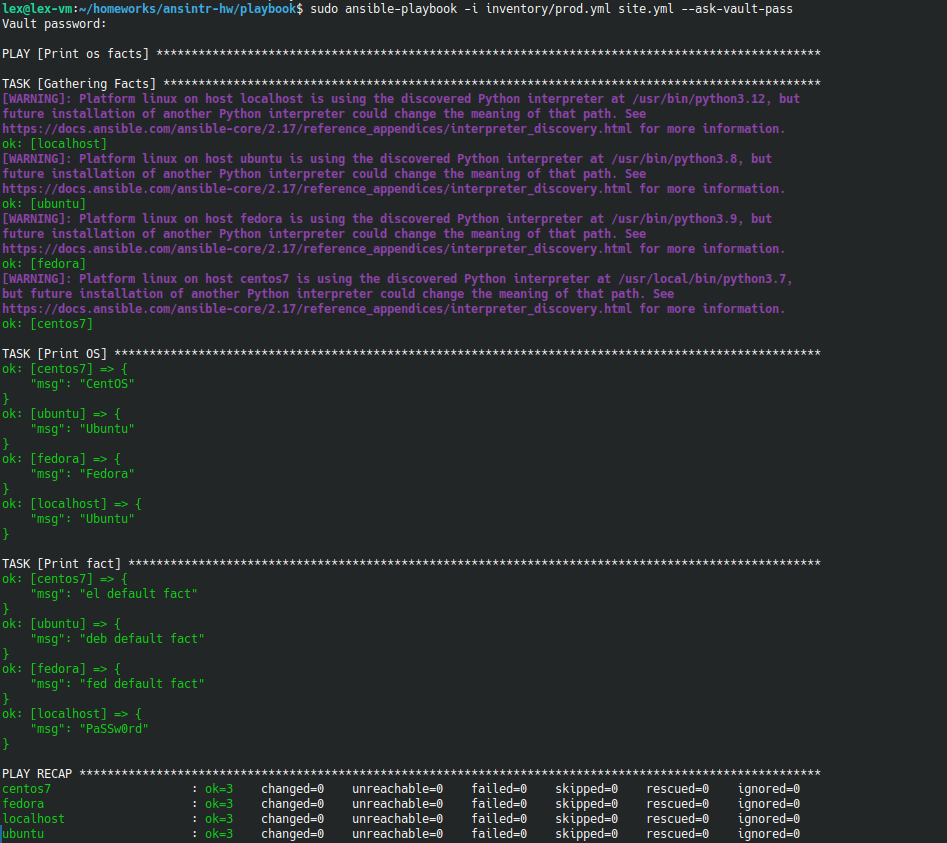 lex@lex-vm:~/homeworks/ansintr-hw/playbook$ sudo ansible-playbook -i inventory/prod.yml site.yml --ask-vault-pass
Vault password:

PLAY [Print os facts] ***********************************************************************************************

TASK [Gathering Facts] **********************************************************************************************
[WARNING]: Platform linux on host localhost is using the discovered Python interpreter at /usr/bin/python3.12, but
future installation of another Python interpreter could change the meaning of that path. See
https://docs.ansible.com/ansible-core/2.17/reference_appendices/interpreter_discovery.html for more information.
ok: [localhost]
[WARNING]: Platform linux on host ubuntu is using the discovered Python interpreter at /usr/bin/python3.8, but
future installation of another Python interpreter could change the meaning of that path. See
https://docs.ansible.com/ansible-core/2.17/reference_appendices/interpreter_discovery.html for more information.
ok: [ubuntu]
[WARNING]: Platform linux on host fedora is using the discovered Python interpreter at /usr/bin/python3.9, but
future installation of another Python interpreter could change the meaning of that path. See
https://docs.ansible.com/ansible-core/2.17/reference_appendices/interpreter_discovery.html for more information.
ok: [fedora]
[WARNING]: Platform linux on host centos7 is using the discovered Python interpreter at /usr/local/bin/python3.7,
but future installation of another Python interpreter could change the meaning of that path. See
https://docs.ansible.com/ansible-core/2.17/reference_appendices/interpreter_discovery.html for more information.
ok: [centos7]

TASK [Print OS] *****************************************************************************************************
ok: [centos7] => {
    "msg": "CentOS"
}
ok: [ubuntu] => {
    "msg": "Ubuntu"
}
ok: [fedora] => {
    "msg": "Fedora"
}
ok: [localhost] => {
    "msg": "Ubuntu"
}

TASK [Print fact] ***************************************************************************************************
ok: [centos7] => {
    "msg": "el default fact"
}
ok: [ubuntu] => {
    "msg": "deb default fact"
}
ok: [fedora] => {
    "msg": "fed default fact"
}
ok: [localhost] => {
    "msg": "PaSSw0rd"
}

PLAY RECAP **********************************************************************************************************
centos7                    : ok=3    changed=0    unreachable=0    failed=0    skipped=0    rescued=0    ignored=0
fedora                     : ok=3    changed=0    unreachable=0    failed=0    skipped=0    rescued=0    ignored=0
localhost                  : ok=3    changed=0    unreachable=0    failed=0    skipped=0    rescued=0    ignored=0
ubuntu                     : ok=3    changed=0    unreachable=0    failed=0    skipped=0    rescued=0    ignored=0